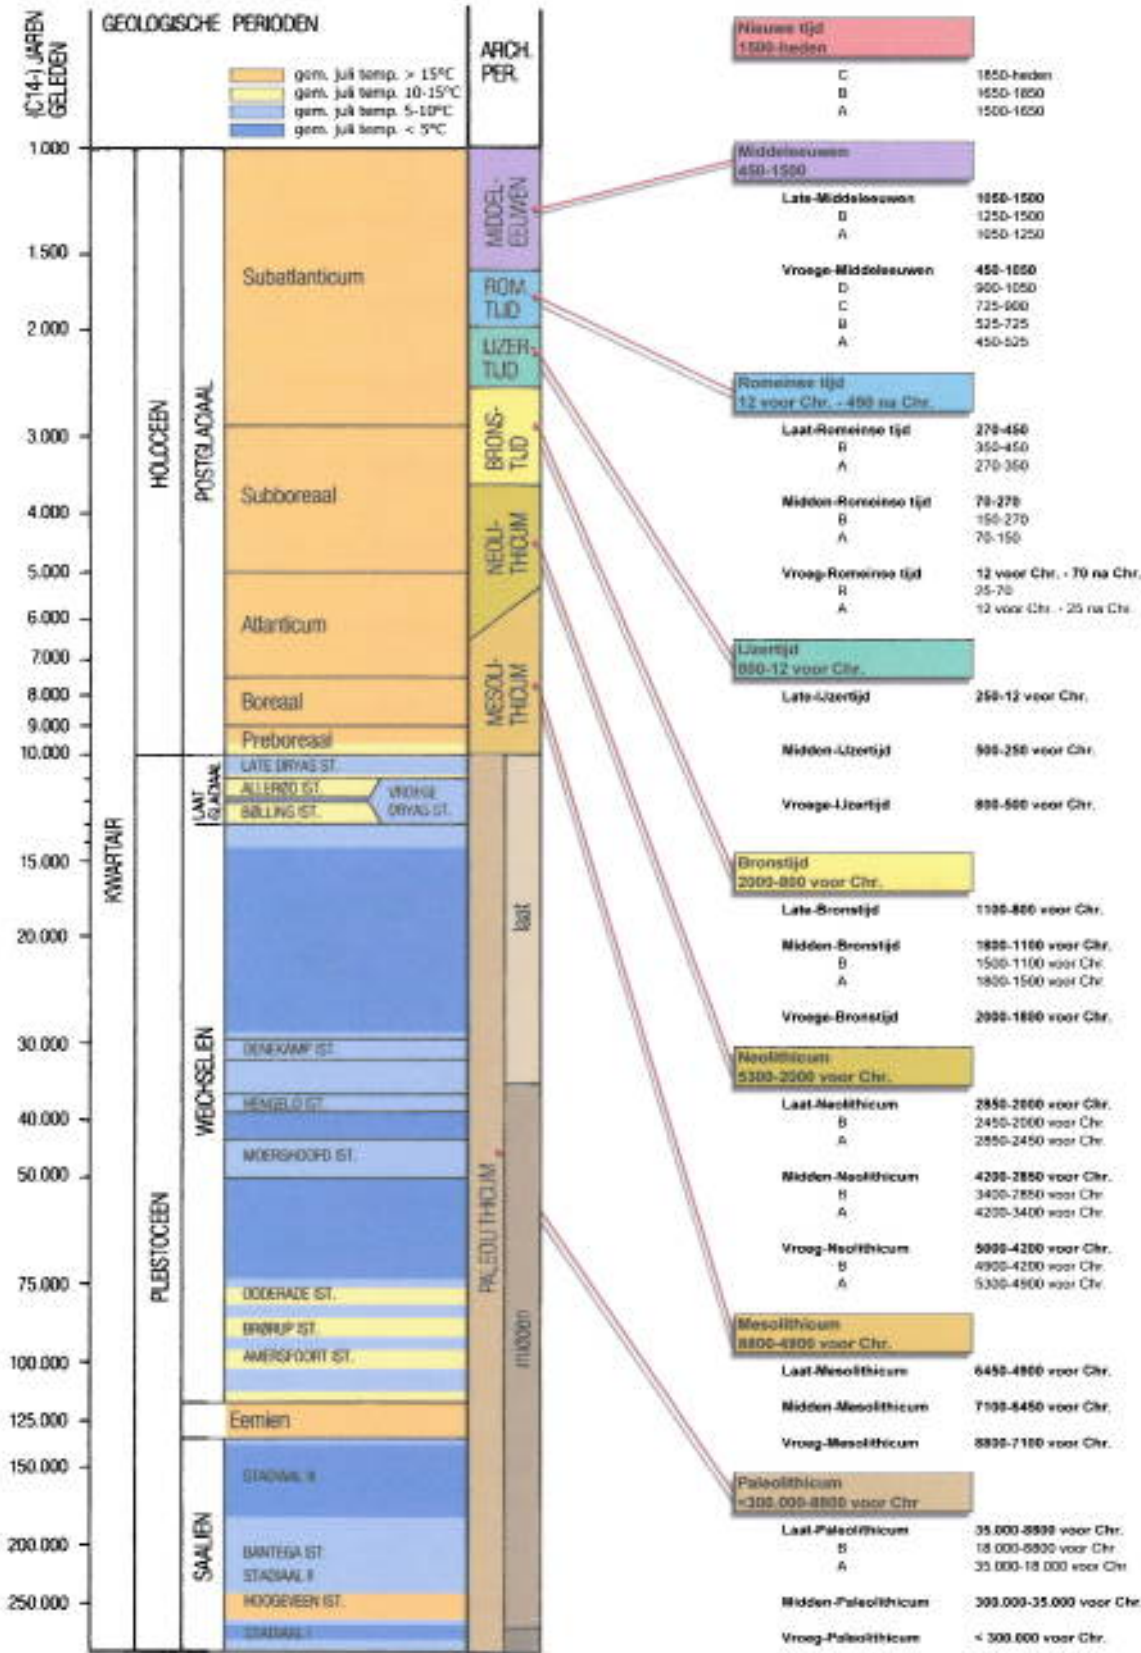 (C14-) JAREN
GELEDEN
GEOLOGISCHE PERIODEN
gem. juli temp. > 15°C
gem. juli temp. 10-15°C
gem. juli temp. 5-10°C
gem. juli temp. < 5°C
ARCH.
PER.
1.000
1.500
2.000
3.000
4.000
5.000
6.000
7000
8.000
9.000
10.000
15.000
20.000
30.000
40.000
50.000
75.000
100.000
125.000
150.000
200.000
250.000
KWARTAIR
HOLOCEEN
PLEISTOCEEN
POSTGLACIAAL
LAAT
GLACIAAL
WEICHSELIEN
SAALIEN
Subatlanticum
Subboreaal
Atlanticum
Boreaal
Preboreaal
LATE DRYAS ST.
ALLERØD IST.
VROEGE
DRYAS ST.
BØLLING IST.
DENEKAMP IST.
HENGELO IST.
MOERSHOOFD IST.
ODDERADE IST.
BRØRUP IST.
AMERSFOORT IST.
Eemien
STADIAAL III
BANTEGA IST.
STADIAAL II
HOOGEVEEN IST.
STADIAAL I
MIDDEL-
EEUWEN
ROM.
TIJD
IJZER-
TIJD
BRONS-
TIJD
NEOLI-
THICUM
MESOLI-
THICUM
PALEOLITHICUM
laat
midden
Nieuwe tijd
1500-heden
C 1850-heden
B 1650-1850
A 1500-1650
Middeleeuwen
450-1500
Late-Middeleeuwen 1050-1500
B 1250-1500
A 1050-1250
Vroege-Middeleeuwen 450-1050
D 900-1050
C 725-900
B 525-725
A 450-525
Romeinse tijd
12 voor Chr. - 450 na Chr.
Laat-Romeinse tijd 270-450
B 350-450
A 270-350
Midden-Romeinse tijd 70-270
B 150-270
A 70-150
Vroeg-Romeinse tijd 12 voor Chr. - 70 na Chr.
B 25-70
A 12 voor Chr. - 25 na Chr.
IJzertijd
800-12 voor Chr.
Late-IJzertijd 250-12 voor Chr.
Midden-IJzertijd 500-250 voor Chr.
Vroege-IJzertijd 800-500 voor Chr.
Bronstijd
2000-800 voor Chr.
Late-Bronstijd 1100-800 voor Chr.
Midden-Bronstijd 1800-1100 voor Chr.
B 1500-1100 voor Chr.
A 1800-1500 voor Chr.
Vroege-Bronstijd 2000-1800 voor Chr.
Neolithicum
5300-2000 voor Chr.
Laat-Neolithicum 2850-2000 voor Chr.
B 2450-2000 voor Chr.
A 2850-2450 voor Chr.
Midden-Neolithicum 4200-2850 voor Chr.
B 3400-2850 voor Chr.
A 4200-3400 voor Chr.
Vroeg-Neolithicum 5000-4200 voor Chr.
B 4900-4200 voor Chr.
A 5300-4900 voor Chr.
Mesolithicum
8800-4900 voor Chr.
Laat-Mesolithicum 6450-4900 voor Chr.
Midden-Mesolithicum 7100-6450 voor Chr.
Vroeg-Mesolithicum 8800-7100 voor Chr.
Paleolithicum
<300.000-8800 voor Chr
Laat-Paleolithicum 35.000-8800 voor Chr.
B 18.000-8800 voor Chr.
A 35.000-18.000 voor Chr.
Midden-Paleolithicum 300.000-35.000 voor Chr.
Vroeg-Paleolithicum < 300.000 voor Chr.